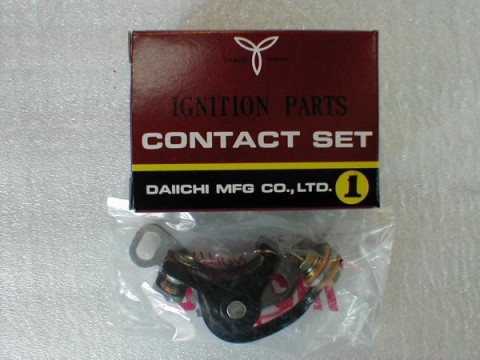 IGNITION PARTS
CONTACT SET
DAIICHI MFG CO.,LTD. 1